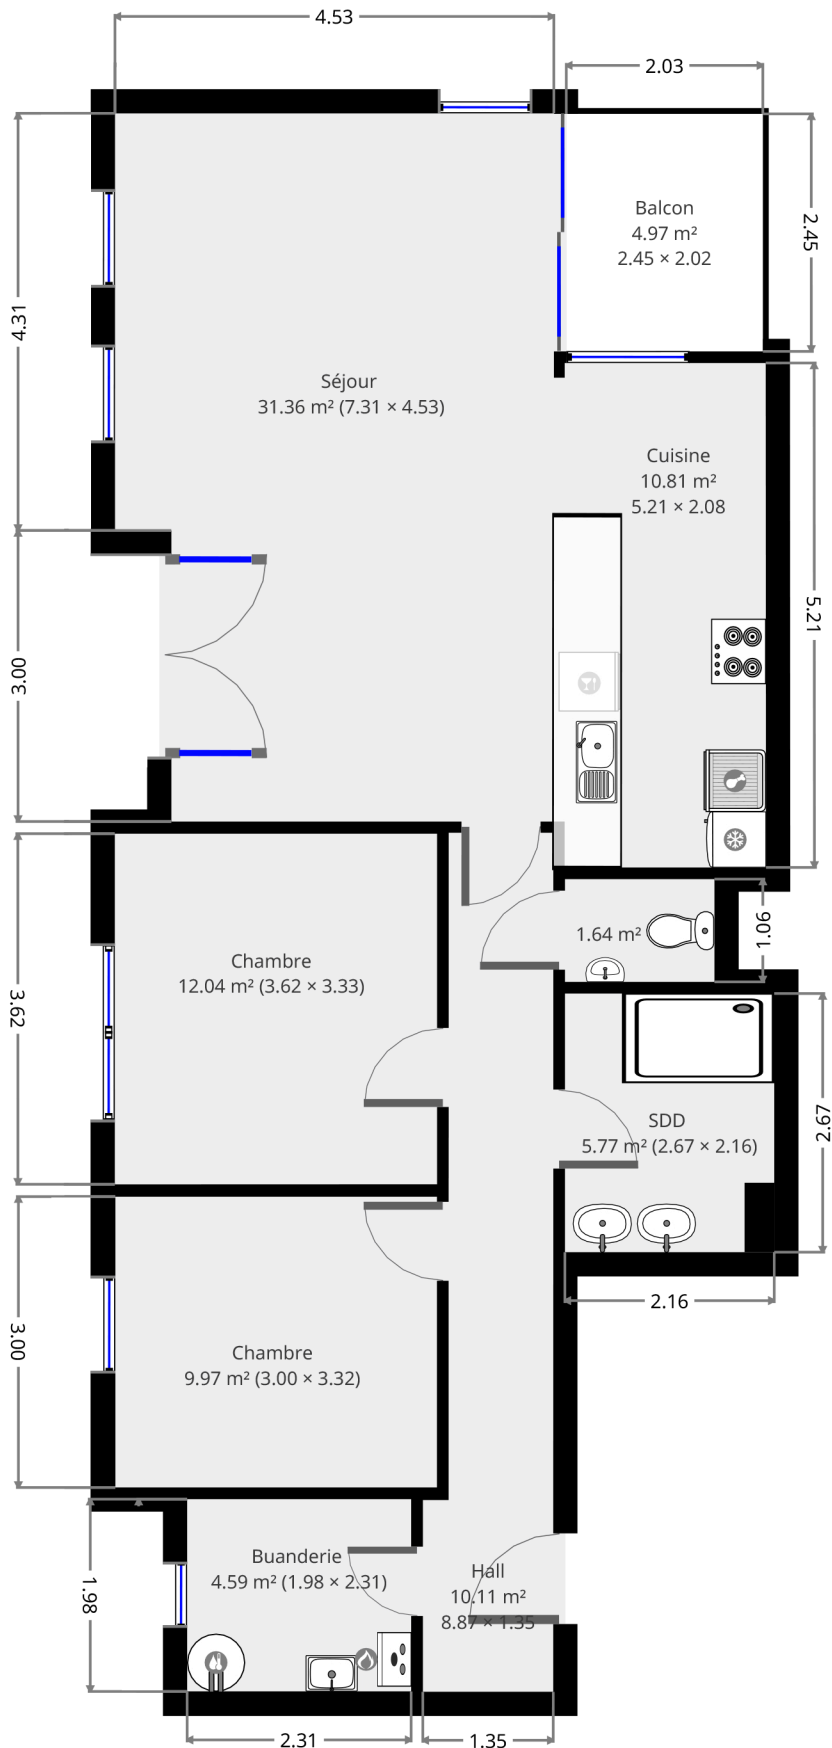 4.53
2.03
Balcon
4.97 m²
2.45 × 2.02
2.45
4.31
Séjour
31.36 m² (7.31 × 4.53)
Cuisine
10.81 m²
5.21 × 2.08
5.21
3.00
1.64 m²
1.06
Chambre
12.04 m² (3.62 × 3.33)
3.62
SDD
5.77 m² (2.67 × 2.16)
2.67
2.16
Chambre
9.97 m² (3.00 × 3.32)
3.00
Buanderie
4.59 m² (1.98 × 2.31)
1.98
Hall
10.11 m²
8.87 × 1.35
2.31
1.35